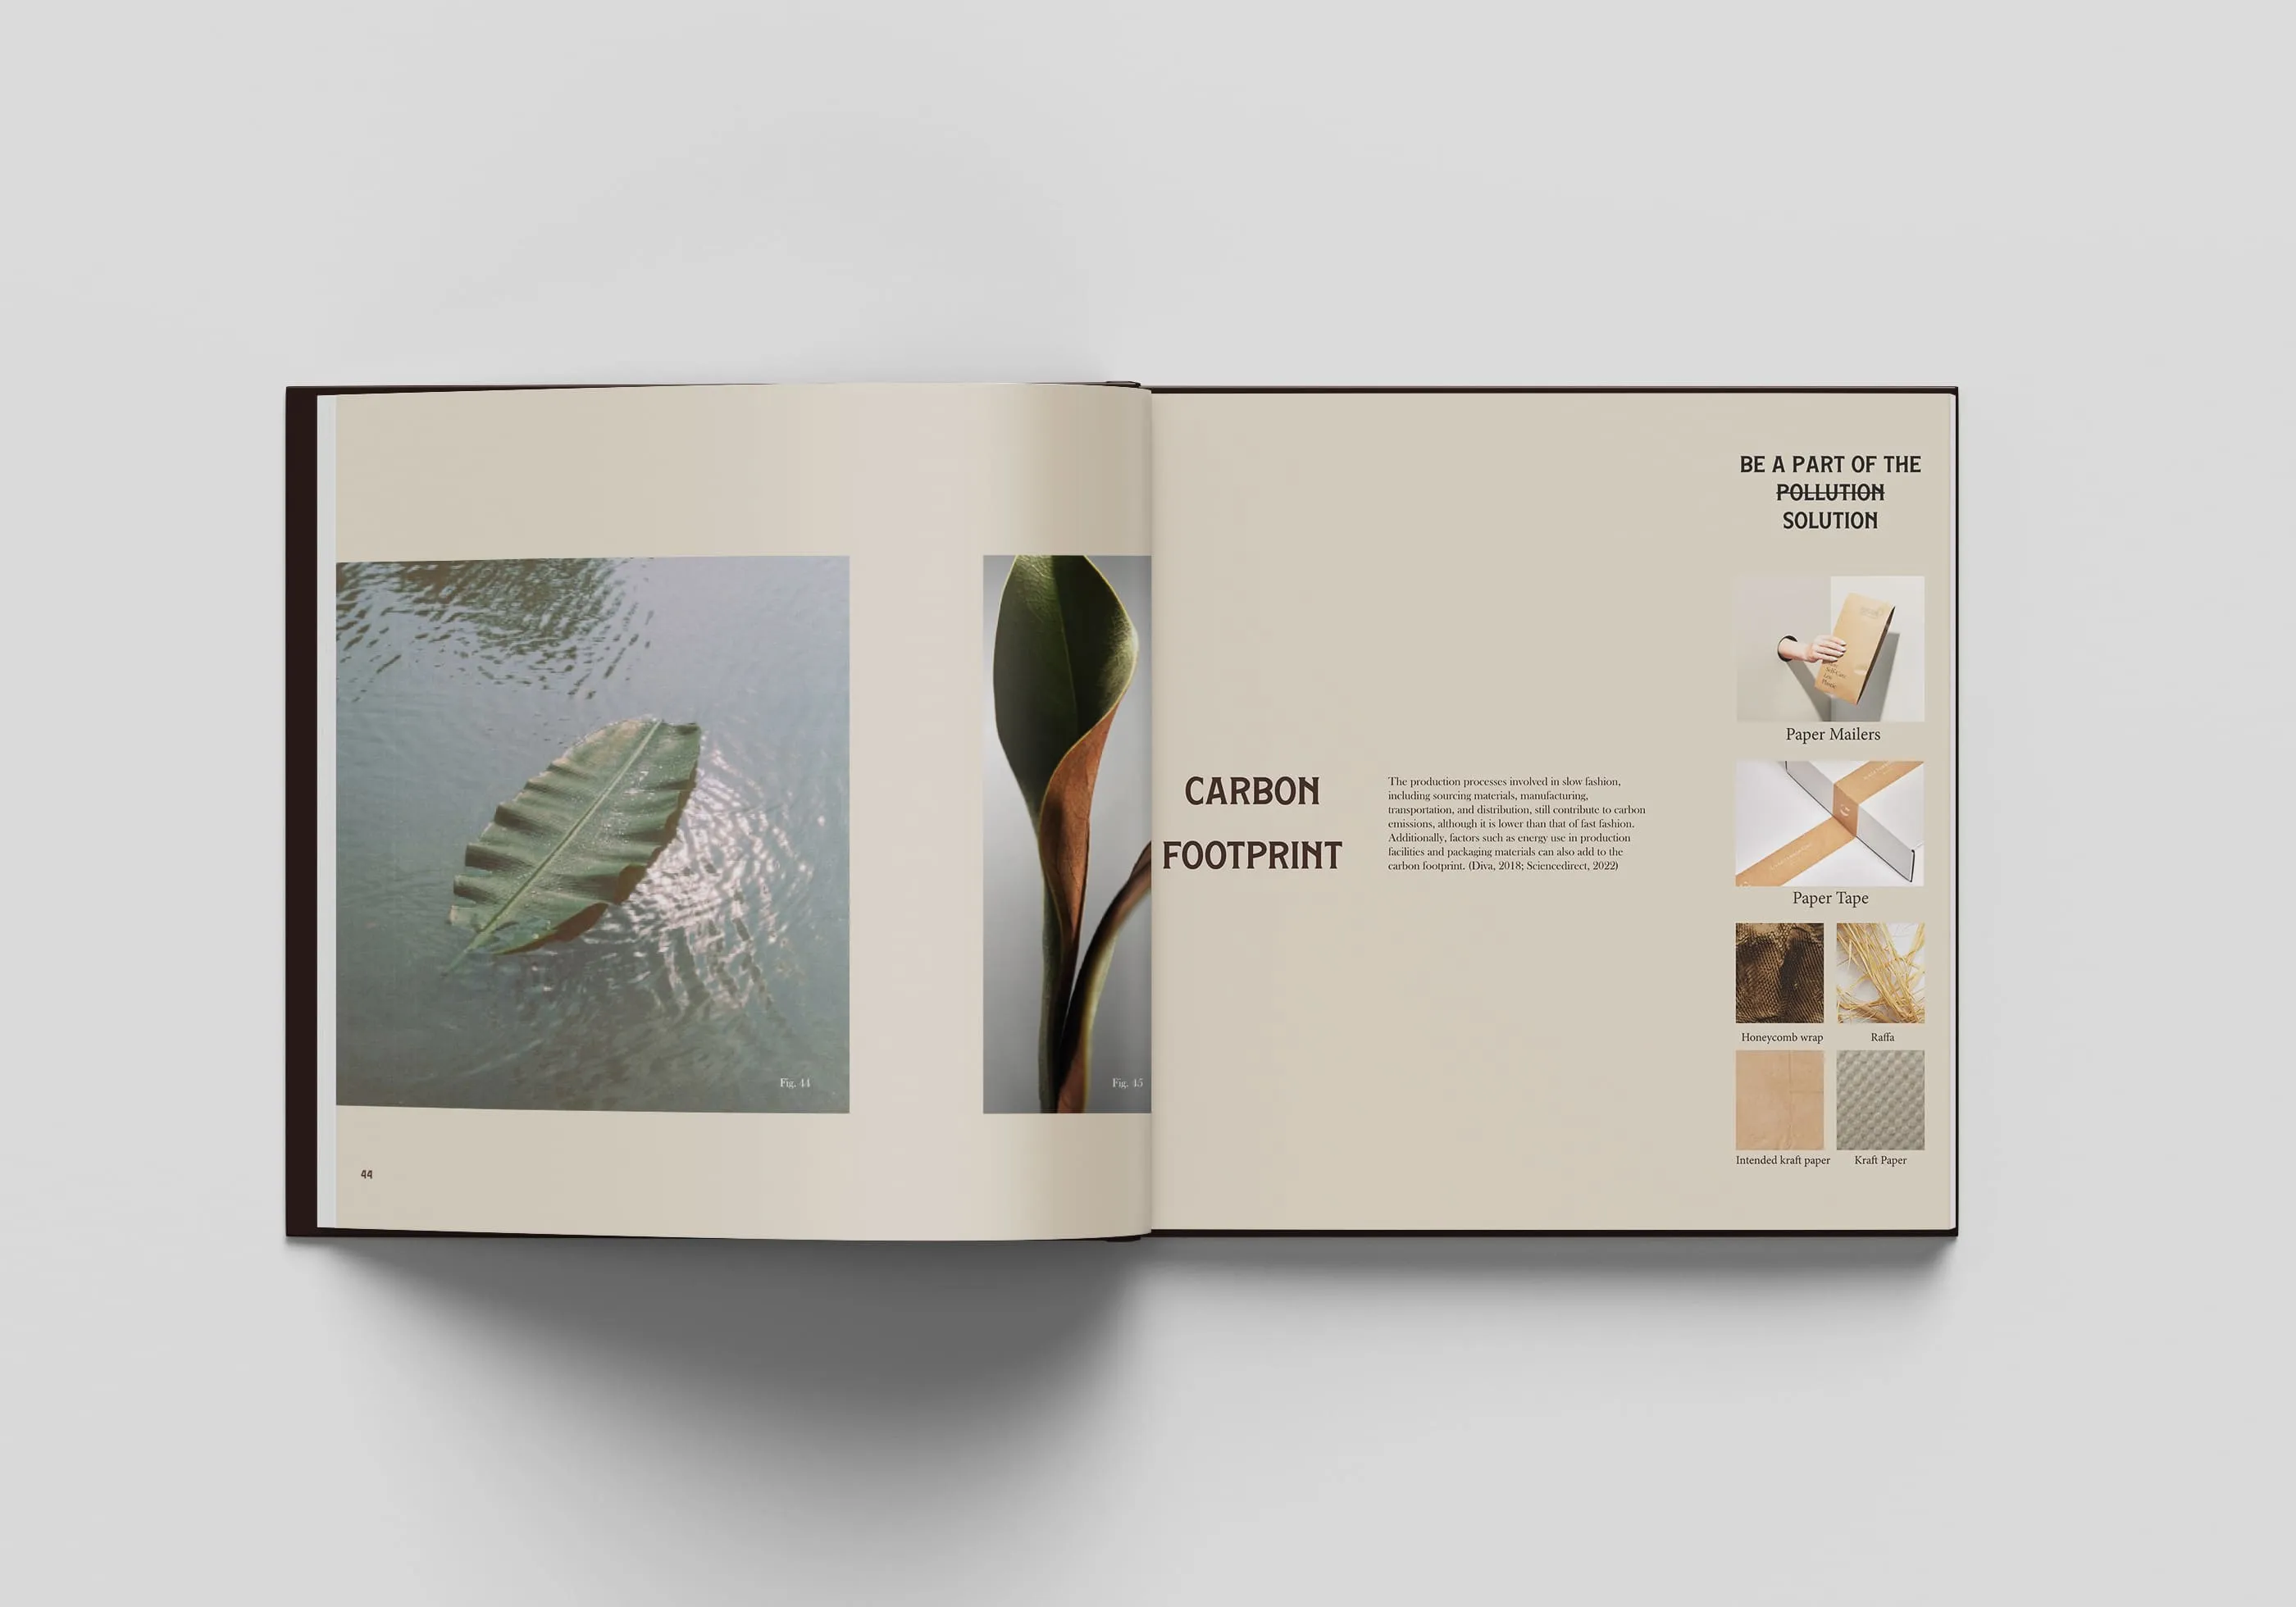 Fig. 44
Fig. 45
44
CARBON
FOOTPRINT
The production processes involved in slow fashion,
including sourcing materials, manufacturing,
transportation, and distribution, still contribute to carbon
emissions, although it is lower than that of fast fashion.
Additionally, factors such as energy use in production
facilities and packaging materials can also add to the
carbon footprint. (Diva, 2018; Sciencedirect, 2022)
BE A PART OF THE
POLLUTION
SOLUTION
Paper Mailers
Paper Tape
Honeycomb wrap
Raffa
Intended kraft paper
Kraft Paper